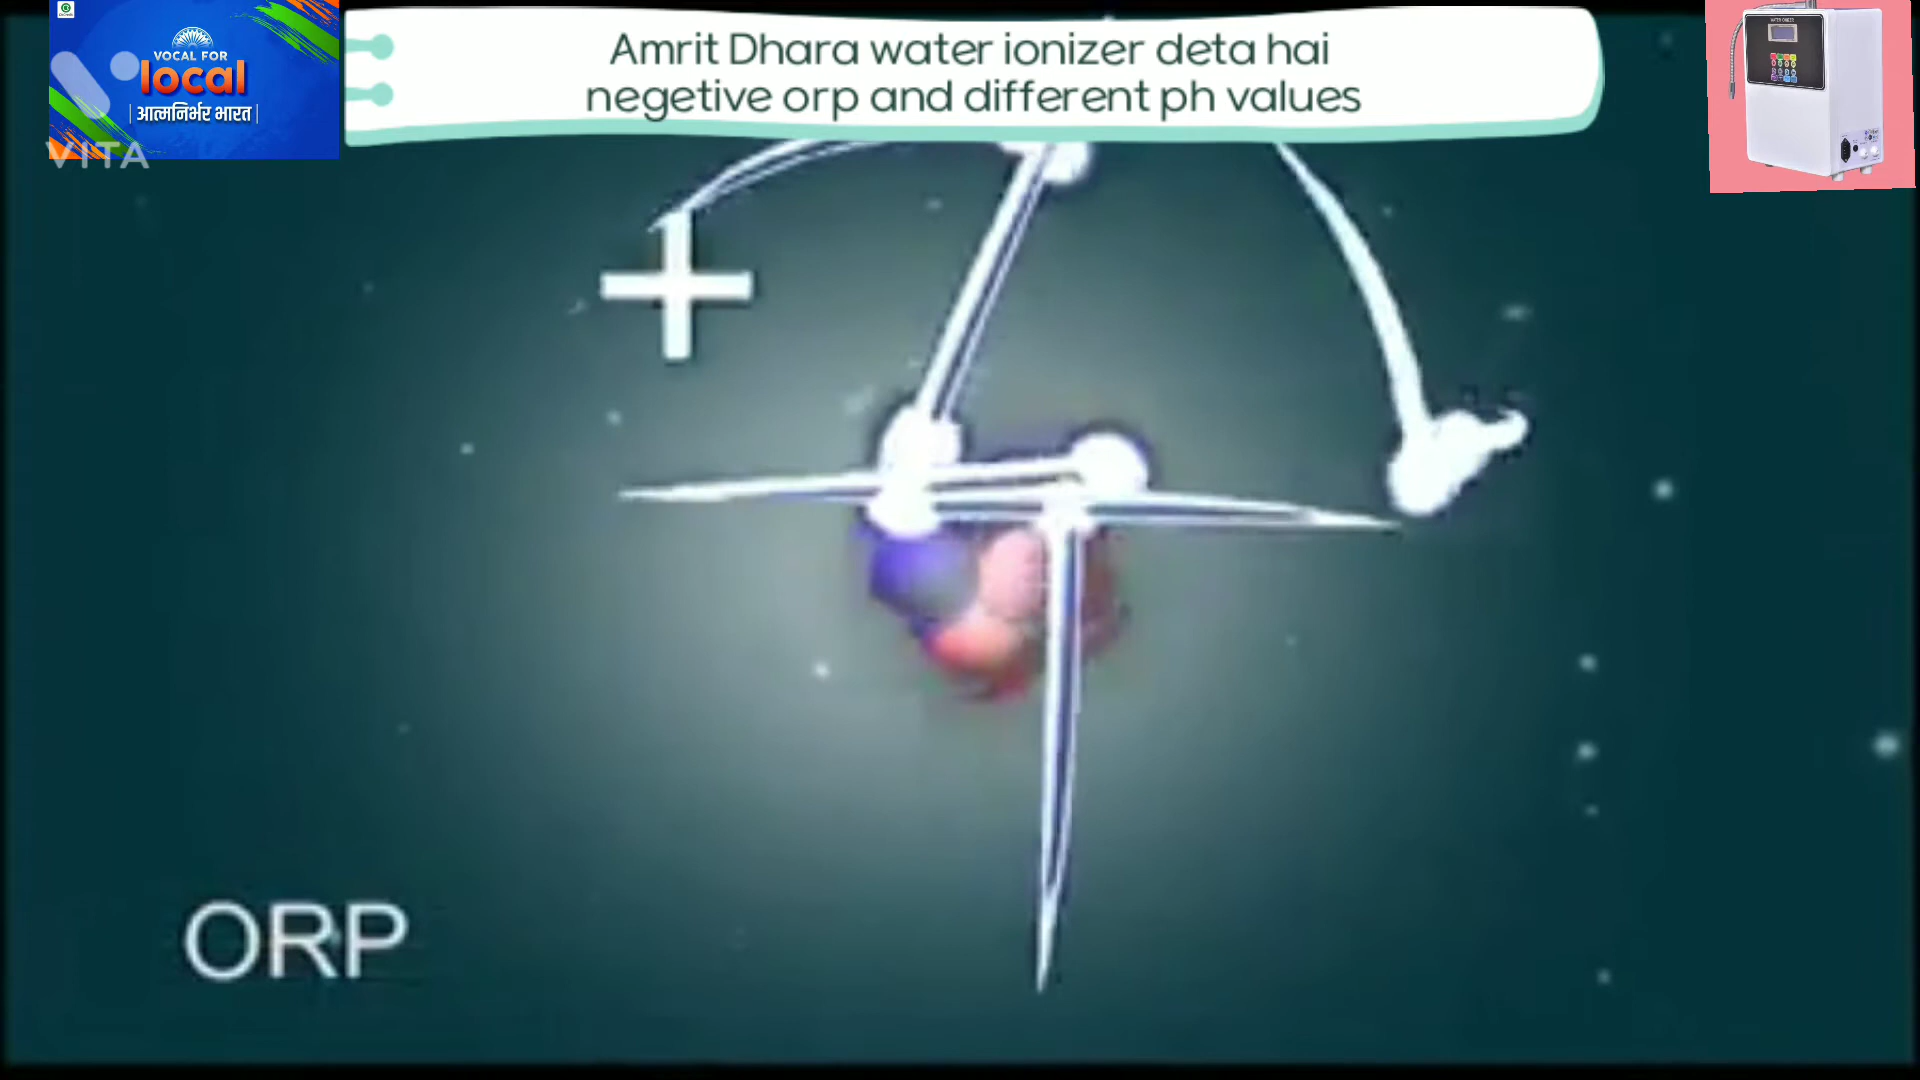 VOCAL FOR
local
आत्मनिर्भर भारत
VITA
Amrit Dhara water ionizer deta hai
negetive orp and different ph values
ORP